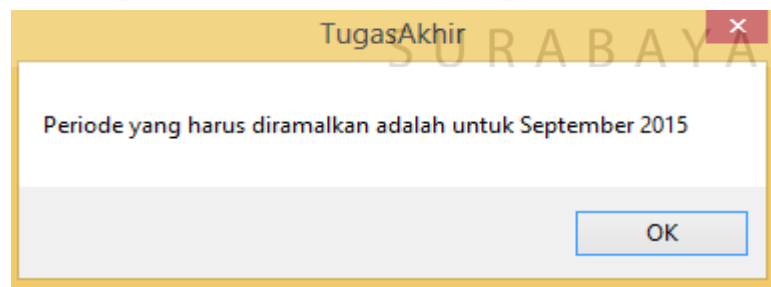 TugasAkhir
SURABAYA
Periode yang harus diramalkan adalah untuk September 2015
OK